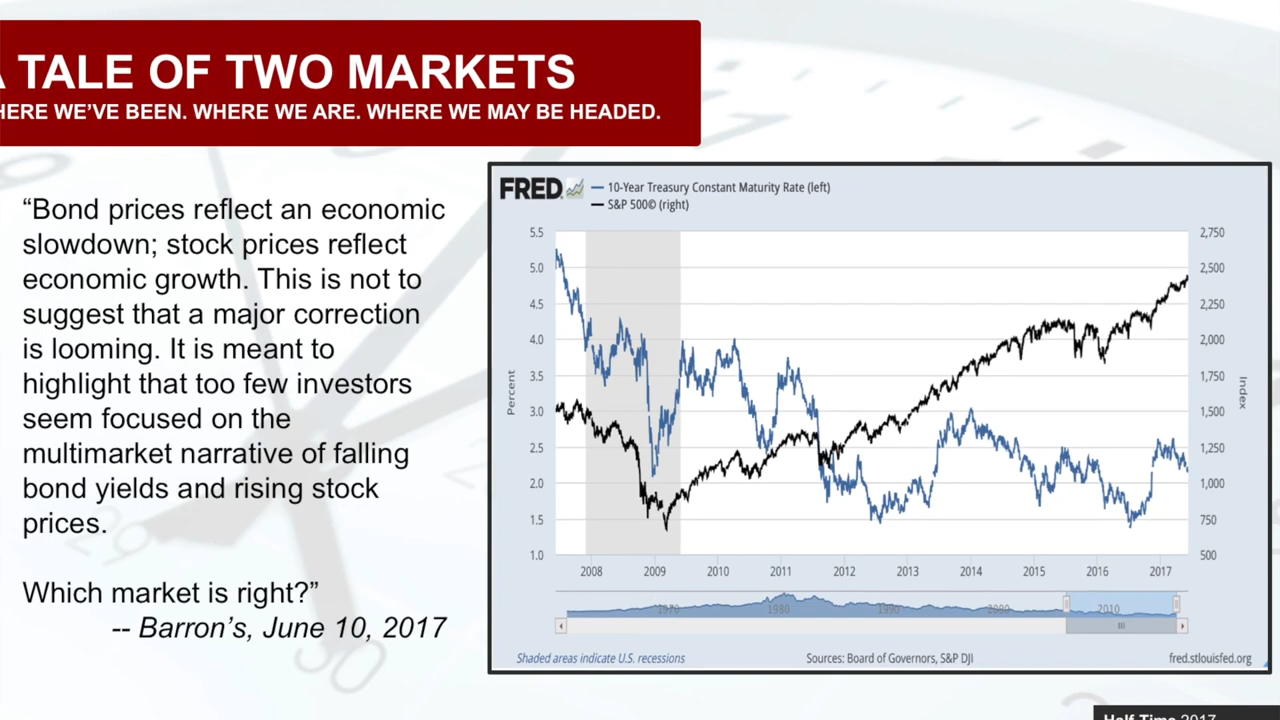 A TALE OF TWO MARKETS
HERE WE'VE BEEN. WHERE WE ARE. WHERE WE MAY BE HEADED.
“Bond prices reflect an economic
slowdown; stock prices reflect
economic growth. This is not to
suggest that a major correction
is looming. It is meant to
highlight that too few investors
seem focused on the
multimarket narrative of falling
bond yields and rising stock
prices.
Which market is right?”
-- Barron's, June 10, 2017
FRED
10-Year Treasury Constant Maturity Rate (left)
S&P 500© (right)
5.5
5.0
4.5
4.0
3.5
3.0
2.5
2.0
1.5
1.0
Percent
2,750
2,500
2,250
2,000
1,750
1,500
1,250
1,000
750
500
Index
2008 2009 2010 2011 2012 2013 2014 2015 2016 2017
1970 1980 1990 2000 2010
Shaded areas indicate U.S. recessions
Sources: Board of Governors, S&P DJI
fred.stlouisfed.org
29
30
Half-Time 2017